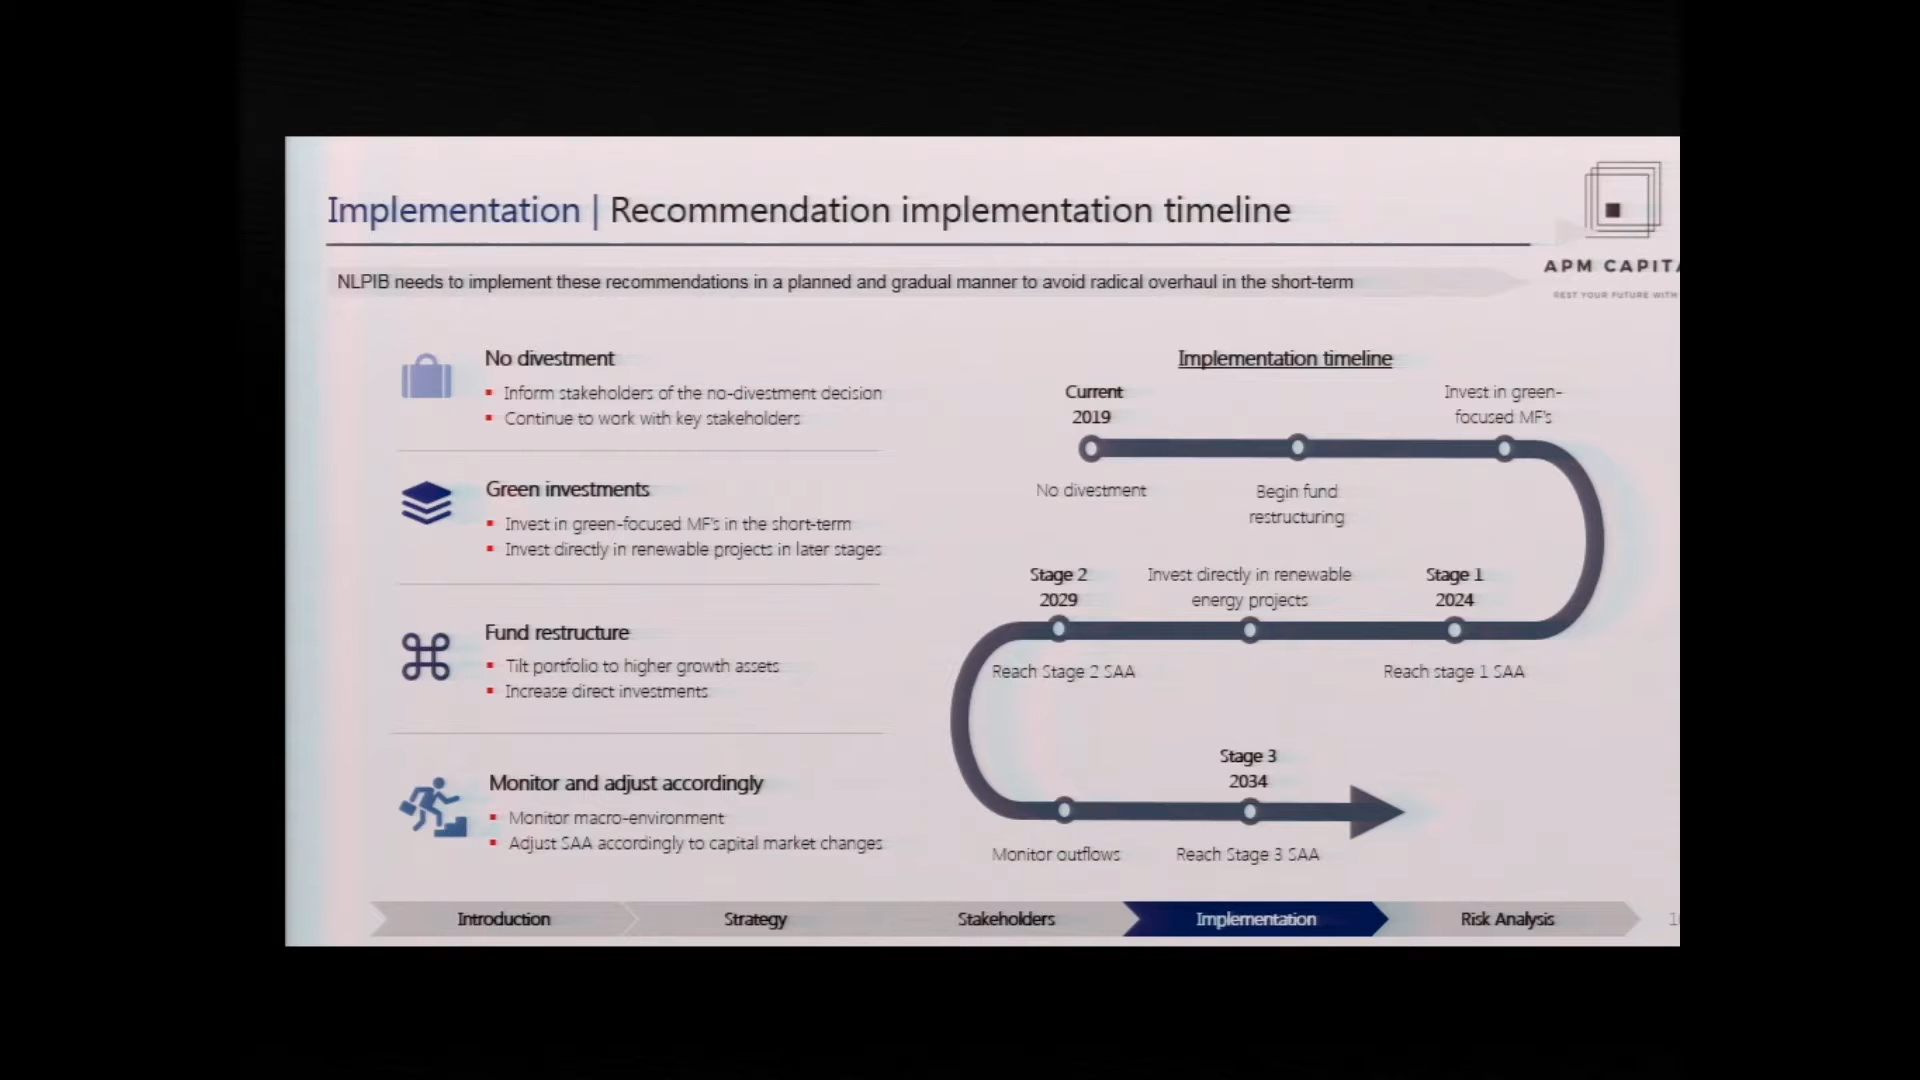 Implementation | Recommendation implementation timeline
APM CAPITA
REST YOUR FUTURE WITH
NLPIB needs to implement these recommendations in a planned and gradual manner to avoid radical overhaul in the short-term
No divestment
Inform stakeholders of the no-divestment decision
Continue to work with key stakeholders
Green investments
Invest in green-focused MF's in the short-term
Invest directly in renewable projects in later stages
Fund restructure
Tilt portfolio to higher growth assets
Increase direct investments
Monitor and adjust accordingly
Monitor macro-environment
Adjust SAA accordingly to capital market changes
Implementation timeline
Current
2019
Invest in green-
focused MF's
No divestment
Begin fund
restructuring
Stage 2
2029
Invest directly in renewable
energy projects
Stage 1
2024
Reach Stage 2 SAA
Reach stage 1 SAA
Stage 3
2034
Monitor outflows
Reach Stage 3 SAA
Introduction
Strategy
Stakeholders
Implementation
Risk Analysis